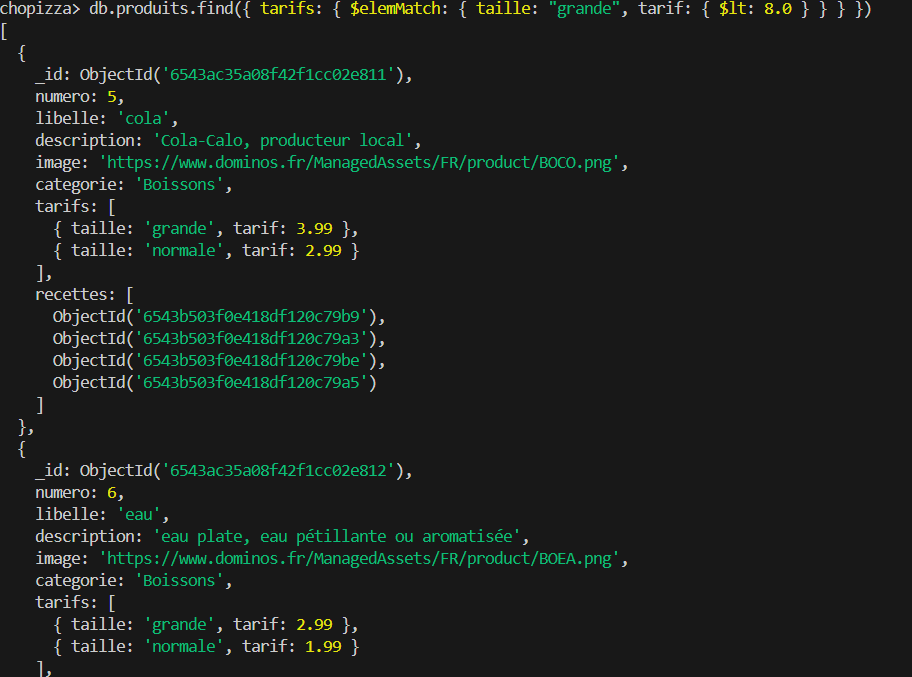 chopizza> db.produits.find({ tarifs: { $elemMatch: { taille: "grande", tarif: { $lt: 8.0 } } } })
[
  {
    _id: ObjectId('6543ac35a08f42f1cc02e811'),
    numero: 5,
    libelle: 'cola',
    description: 'Cola-Calo, producteur local',
    image: 'https://www.dominos.fr/ManagedAssets/FR/product/BOCO.png',
    categorie: 'Boissons',
    tarifs: [
      { taille: 'grande', tarif: 3.99 },
      { taille: 'normale', tarif: 2.99 }
    ],
    recettes: [
      ObjectId('6543b503f0e418df120c79b9'),
      ObjectId('6543b503f0e418df120c79a3'),
      ObjectId('6543b503f0e418df120c79be'),
      ObjectId('6543b503f0e418df120c79a5')
    ]
  },
  {
    _id: ObjectId('6543ac35a08f42f1cc02e812'),
    numero: 6,
    libelle: 'eau',
    description: 'eau plate, eau pétillante ou aromatisée',
    image: 'https://www.dominos.fr/ManagedAssets/FR/product/BOEA.png',
    categorie: 'Boissons',
    tarifs: [
      { taille: 'grande', tarif: 2.99 },
      { taille: 'normale', tarif: 1.99 }
    ],